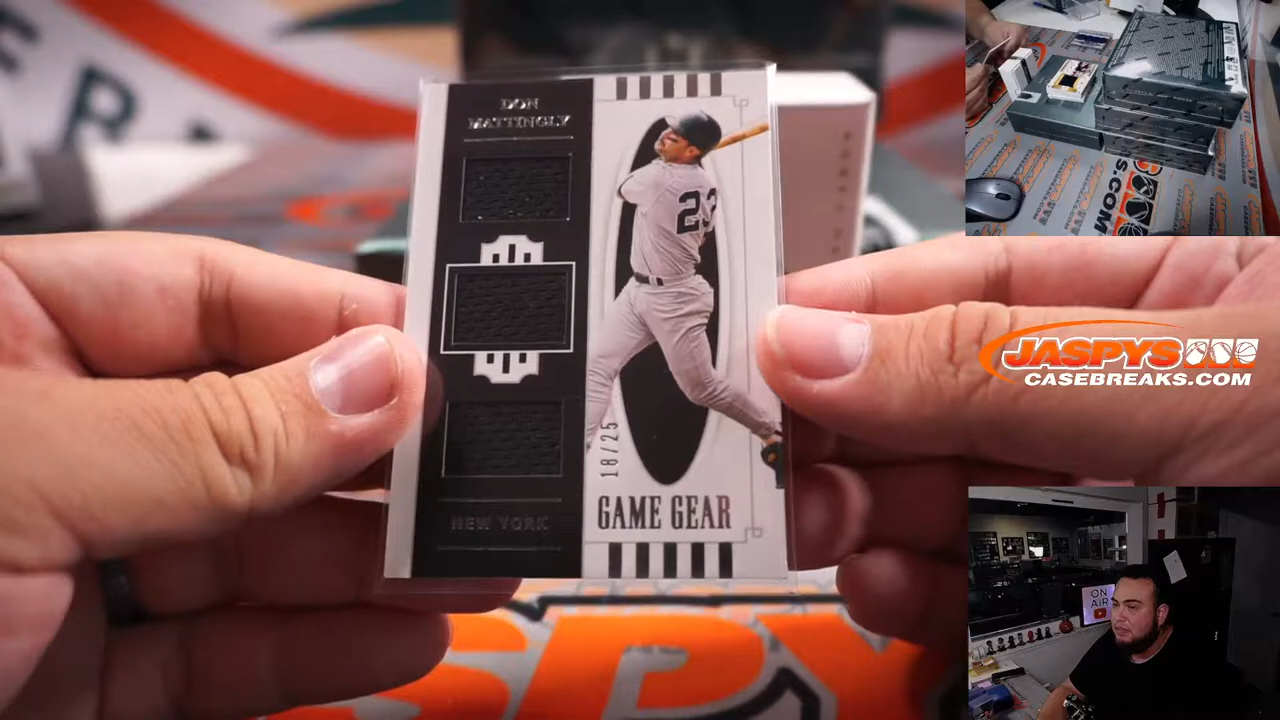 DON
MATTINGLY
23
18/25
GAME GEAR
NEW YORK
JASPYS
CASEBREAKS.COM
ON
AIR